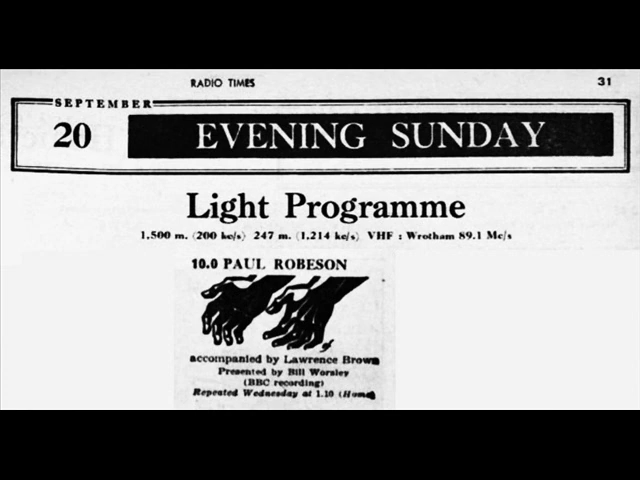 RADIO TIMES 31
SEPTEMBER
20 EVENING SUNDAY
Light Programme
1,500 m. (200 kc/s) 247 m. (1,214 kc/s) VHF : Wrotham 89.1 Mc/s
10.0 PAUL ROBESON
accompanied by Lawrence Brown
Presented by Bill Worsley
(BBC recording)
Repeated Wednesday at 1.10 (Home)